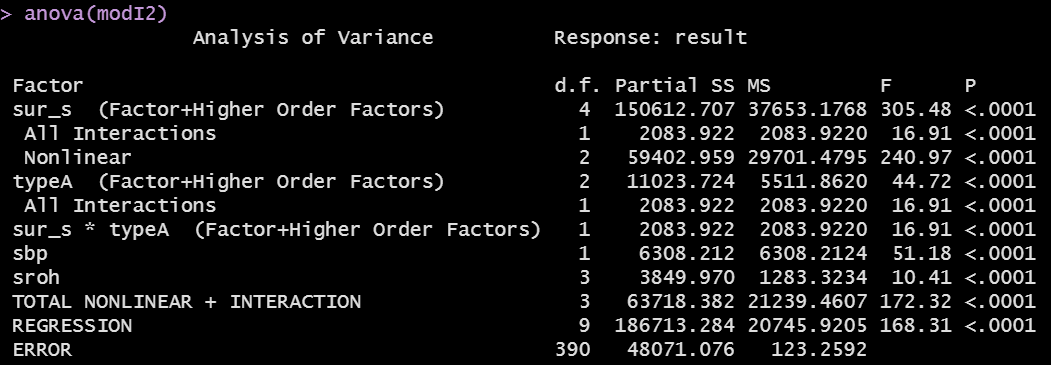 > anova(modI2)
Analysis of Variance          Response: result
Factor                                      d.f. Partial SS MS         F      P
sur_s  (Factor+Higher Order Factors)          4  150612.707 37653.1768 305.48 <.0001
 All Interactions                             1    2083.922  2083.9220  16.91 <.0001
 Nonlinear                                    2   59402.959 29701.4795 240.97 <.0001
typeA  (Factor+Higher Order Factors)          2   11023.724  5511.8620  44.72 <.0001
 All Interactions                             1    2083.922  2083.9220  16.91 <.0001
sur_s * typeA  (Factor+Higher Order Factors)  1    2083.922  2083.9220  16.91 <.0001
sbp                                           1    6308.212  6308.2124  51.18 <.0001
sroh                                          3    3849.970  1283.3234  10.41 <.0001
TOTAL NONLINEAR + INTERACTION                 3   63718.382 21239.4607 172.32 <.0001
REGRESSION                                    9  186713.284 20745.9205 168.31 <.0001
ERROR                                       390   48071.076   123.2592